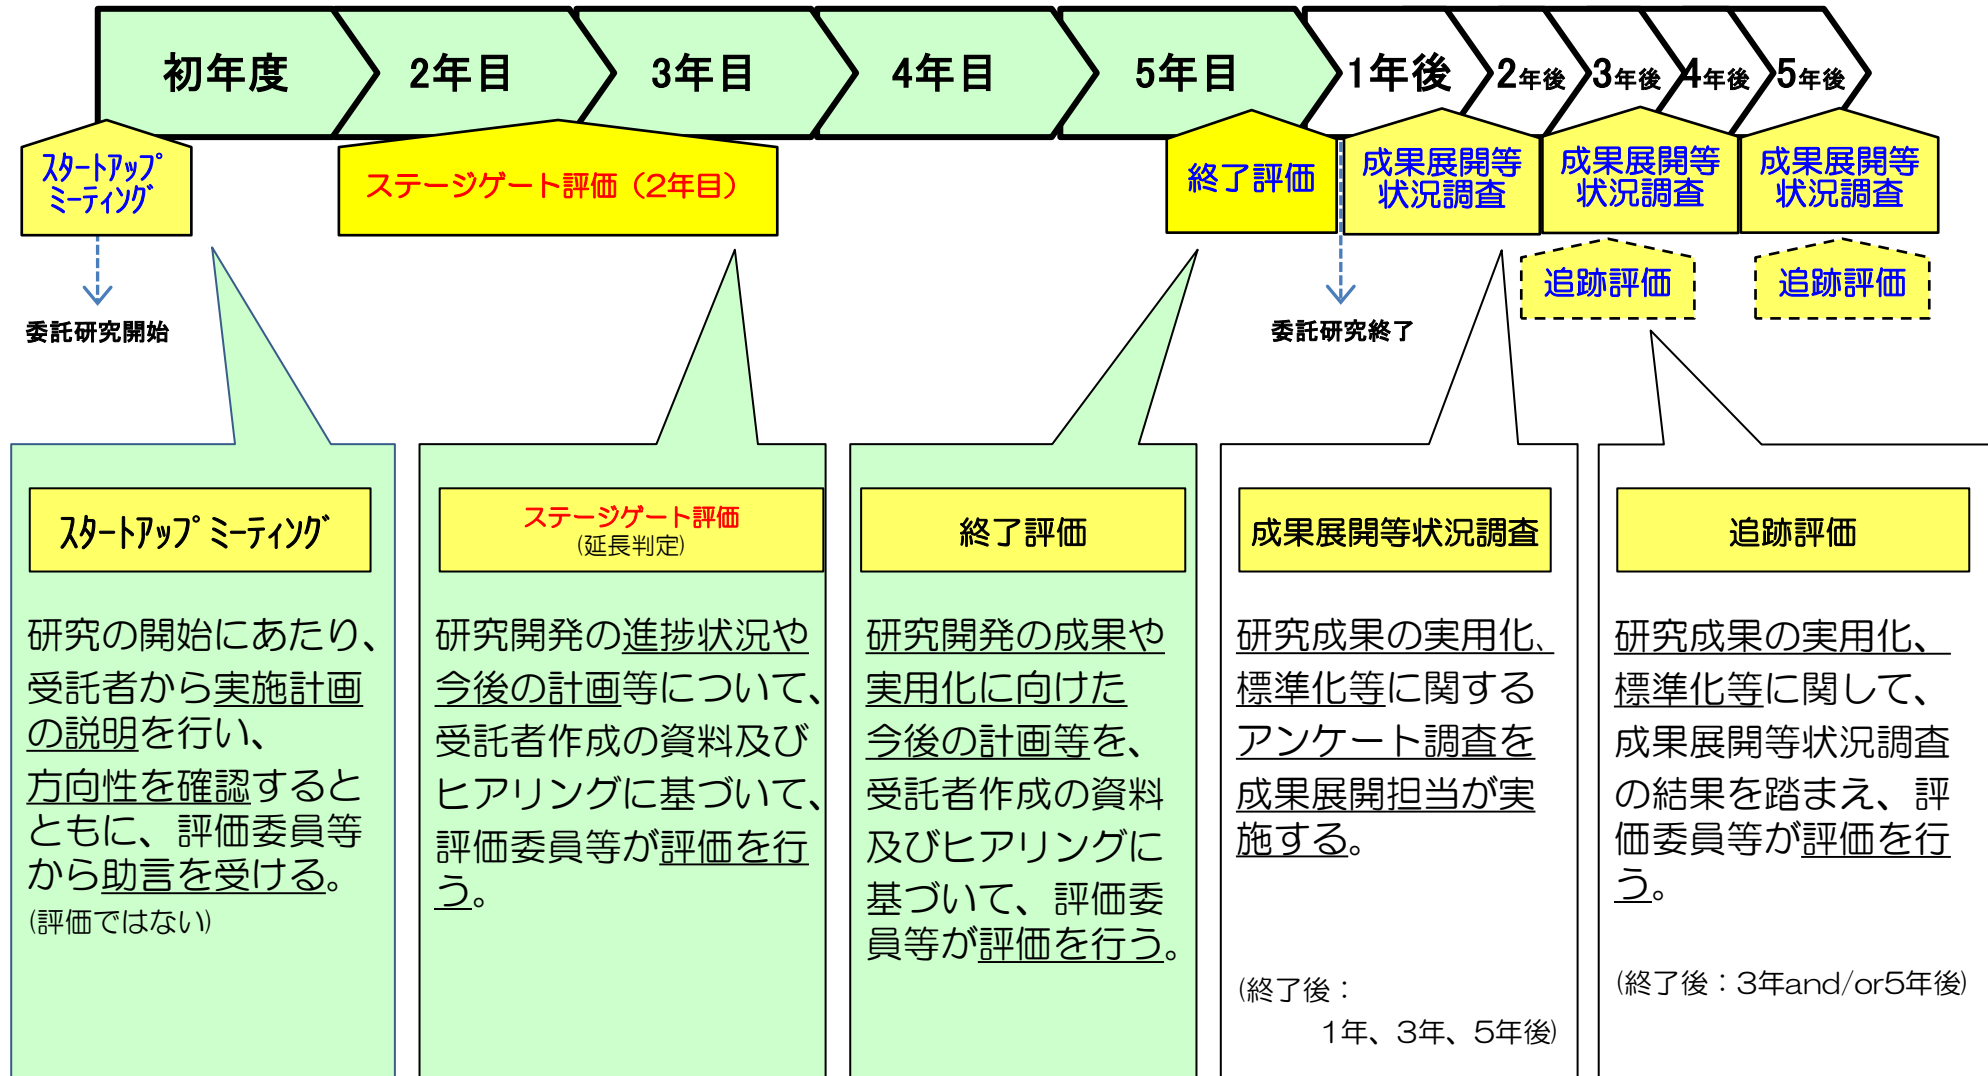 初年度
2年目
3年目
4年目
5年目
1年後
2年後
3年後
4年後
5年後
ｽﾀｰﾄｱｯﾌﾟ
ﾐｰﾃｨﾝｸﾞ
ステージゲート評価（2年目）
終了評価
成果展開等
状況調査
成果展開等
状況調査
成果展開等
状況調査
追跡評価
追跡評価
委託研究開始
委託研究終了
ｽﾀｰﾄｱｯﾌﾟﾐｰﾃｨﾝｸﾞ
研究の開始にあたり、
受託者から実施計画
の説明を行い、
方向性を確認すると
ともに、評価委員等
から助言を受ける。
(評価ではない)
ステージゲート評価
(延長判定)
研究開発の進捗状況や
今後の計画等について、
受託者作成の資料及び
ヒアリングに基づいて、
評価委員等が評価を行
う。
終了評価
研究開発の成果や
実用化に向けた
今後の計画等を、
受託者作成の資料
及びヒアリングに
基づいて、評価委
員等が評価を行う。
成果展開等状況調査
研究成果の実用化、
標準化等に関する
アンケート調査を
成果展開担当が実
施する。
(終了後：
1年、3年、5年後)
追跡評価
研究成果の実用化、
標準化等に関して、
成果展開等状況調査
の結果を踏まえ、評
価委員等が評価を行
う。
(終了後：3年and/or5年後)